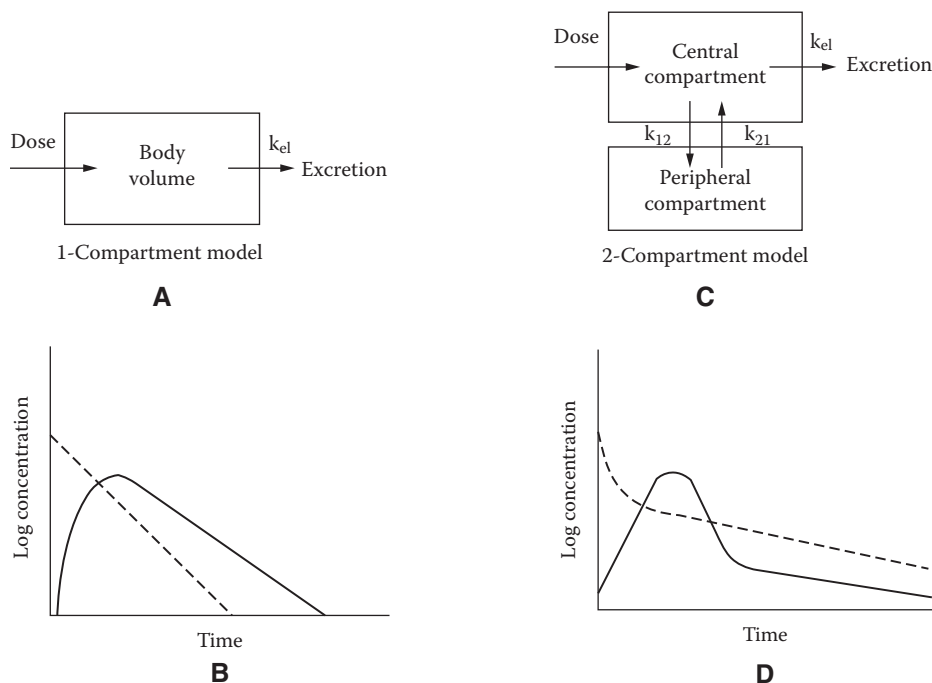 Dose
Body
volume
k_el
Excretion
1-Compartment model
A
Dose
Central
compartment
k_el
Excretion
k_12
k_21
Peripheral
compartment
2-Compartment model
C
Log concentration
Time
B
Log concentration
Time
D